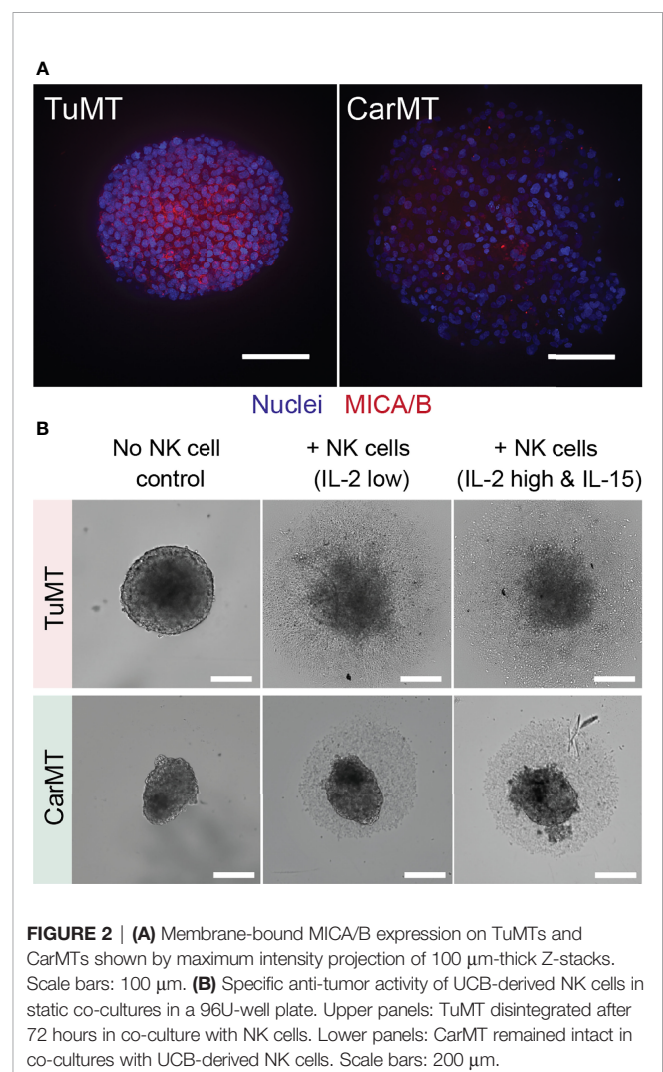 A
TuMT
CarMT
Nuclei MICA/B
B
No NK cell
control
+ NK cells
(IL-2 low)
+ NK cells
(IL-2 high & IL-15)
TuMT
CarMT
FIGURE 2 | (A) Membrane-bound MICA/B expression on TuMTs and
CarMTs shown by maximum intensity projection of 100 μm-thick Z-stacks.
Scale bars: 100 μm. (B) Specific anti-tumor activity of UCB-derived NK cells in
static co-cultures in a 96U-well plate. Upper panels: TuMT disintegrated after
72 hours in co-culture with NK cells. Lower panels: CarMT remained intact in
co-cultures with UCB-derived NK cells. Scale bars: 200 μm.